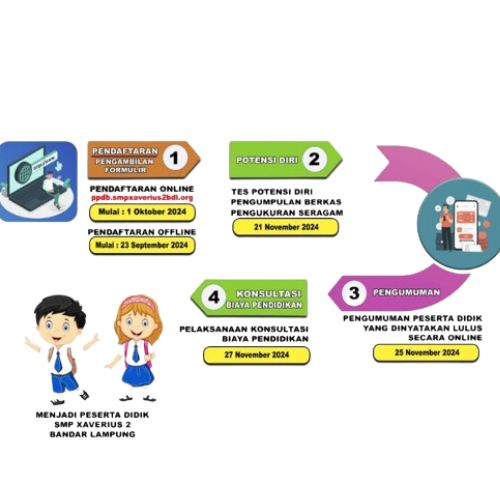 PENDAFTARAN
PENGAMBILAN
FORMULIR
1
PENDAFTARAN ONLINE
ppdb.smpxaverius2bdl.org
Mulai : 1 Oktober 2024
PENDAFTARAN OFFLINE
Mulai : 23 September 2024
POTENSI DIRI
2
TES POTENSI DIRI
PENGUMPULAN BERKAS
PENGUKURAN SERAGAM
21 November 2024
3
PENGUMUMAN
PENGUMUMAN PESERTA DIDIK
YANG DINYATAKAN LULUS
SECARA ONLINE
25 November 2024
4
KONSULTASI
BIAYA PENDIDIKAN
PELAKSANAAN KONSULTASI
BIAYA PENDIDIKAN
27 November 2024
MENJADI PESERTA DIDIK
SMP XAVERIUS 2
BANDAR LAMPUNG